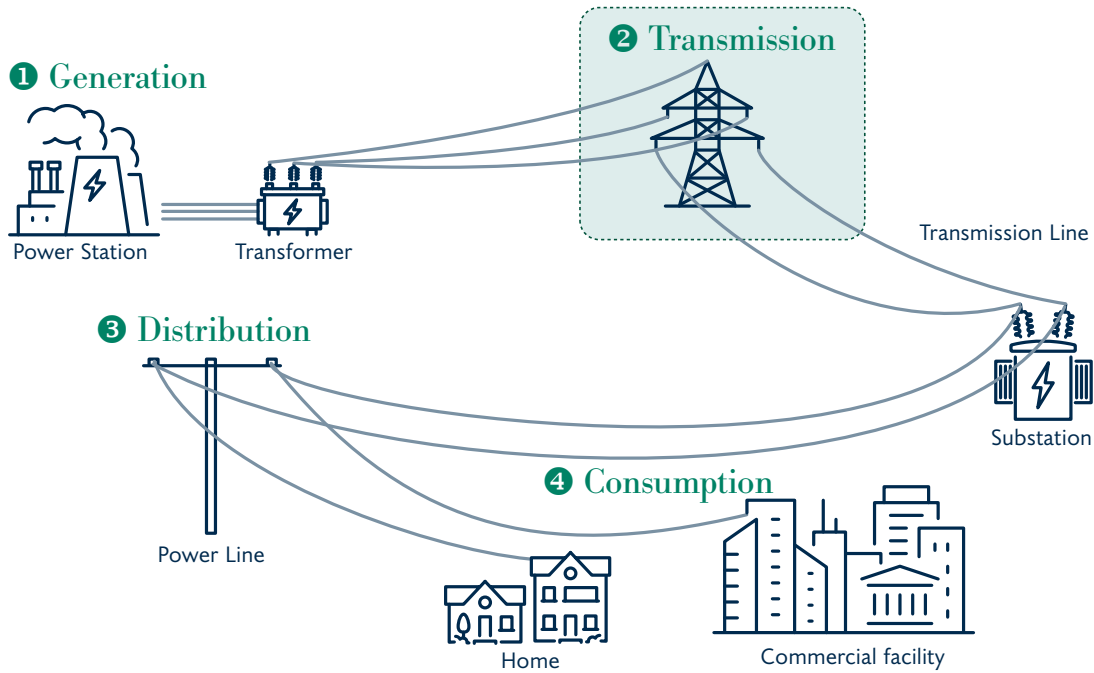 ❶ Generation
Power Station
Transformer
❷ Transmission
Transmission Line
Substation
❸ Distribution
Power Line
❹ Consumption
Home
Commercial facility